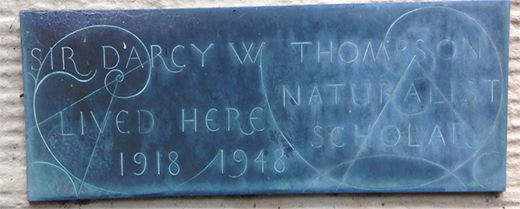 SIR D'ARCY W THOMPSON
LIVED HERE NATURALIST
1918 1948 SCHOLAR